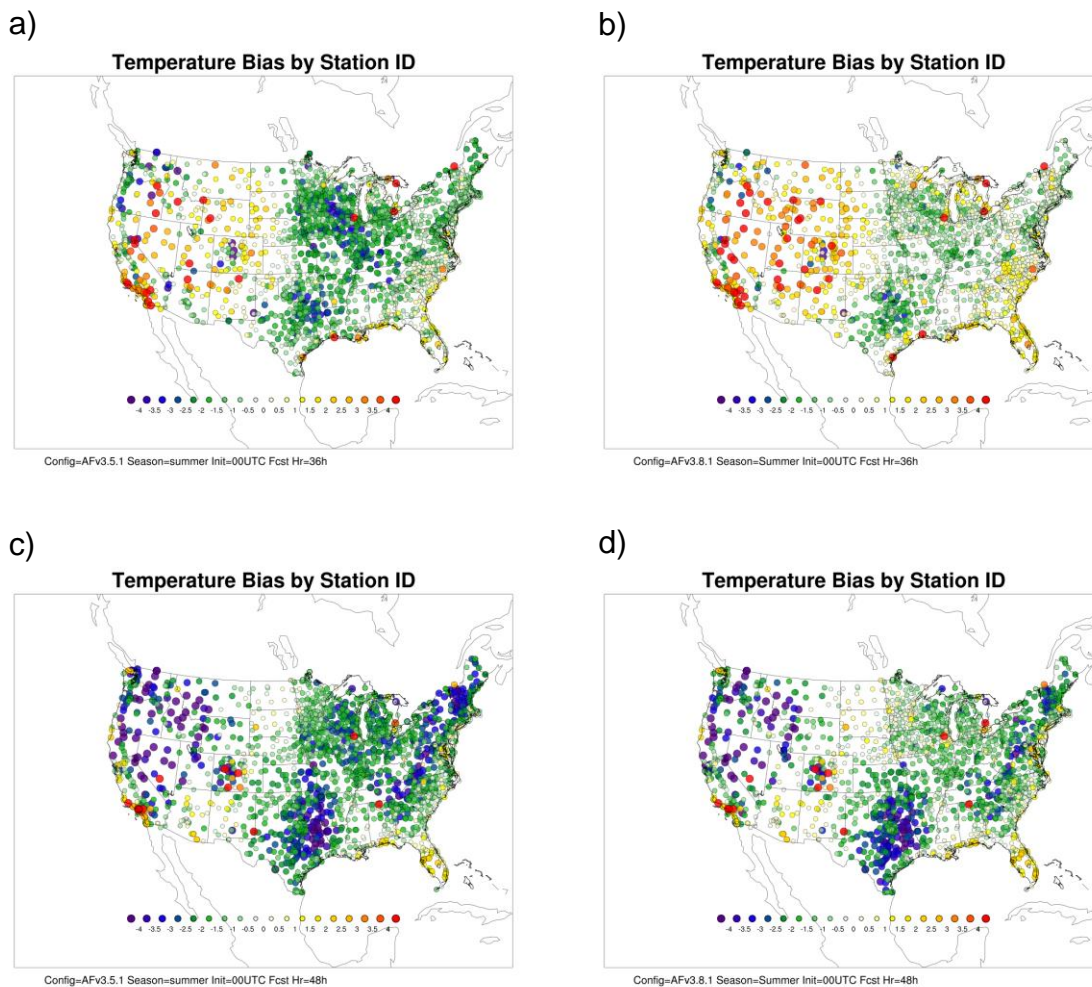 a)
b)
Temperature Bias by Station ID
Temperature Bias by Station ID
-4 -3.5 -3 -2.5 -2 -1.5 -1 -0.5 0 0.5 1 1.5 2 2.5 3 3.5 4
-4 -3.5 -3 -2.5 -2 -1.5 -1 -0.5 0 0.5 1 1.5 2 2.5 3 3.5 4
Config=AFv3.5.1 Season=summer Init=00UTC Fcst Hr=36h
Config=AFv3.8.1 Season=Summer Init=00UTC Fcst Hr=36h
c)
d)
Temperature Bias by Station ID
Temperature Bias by Station ID
-4 -3.5 -3 -2.5 -2 -1.5 -1 -0.5 0 0.5 1 1.5 2 2.5 3 3.5 4
-4 -3.5 -3 -2.5 -2 -1.5 -1 -0.5 0 0.5 1 1.5 2 2.5 3 3.5 4
Config=AFv3.5.1 Season=summer Init=00UTC Fcst Hr=48h
Config=AFv3.8.1 Season=Summer Init=00UTC Fcst Hr=48h